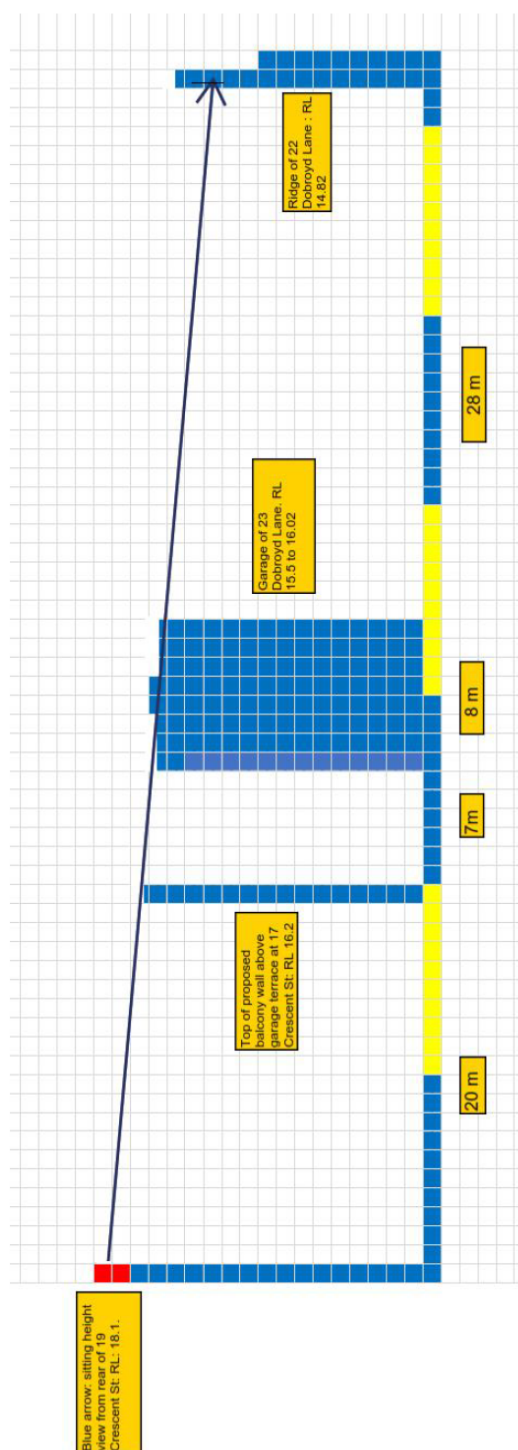 Blue arrow: sitting height
view from rear of 19
Crescent St: RL: 18.1.
Top of proposed
balcony wall above
garage terrace at 17
Crescent St: RL 16.2
Garage of 23
Dobroyd Lane. RL
15.5 to 16.02
Ridge of 22
Dobroyd Lane : RL
14.82
20 m
7m
8 m
28 m